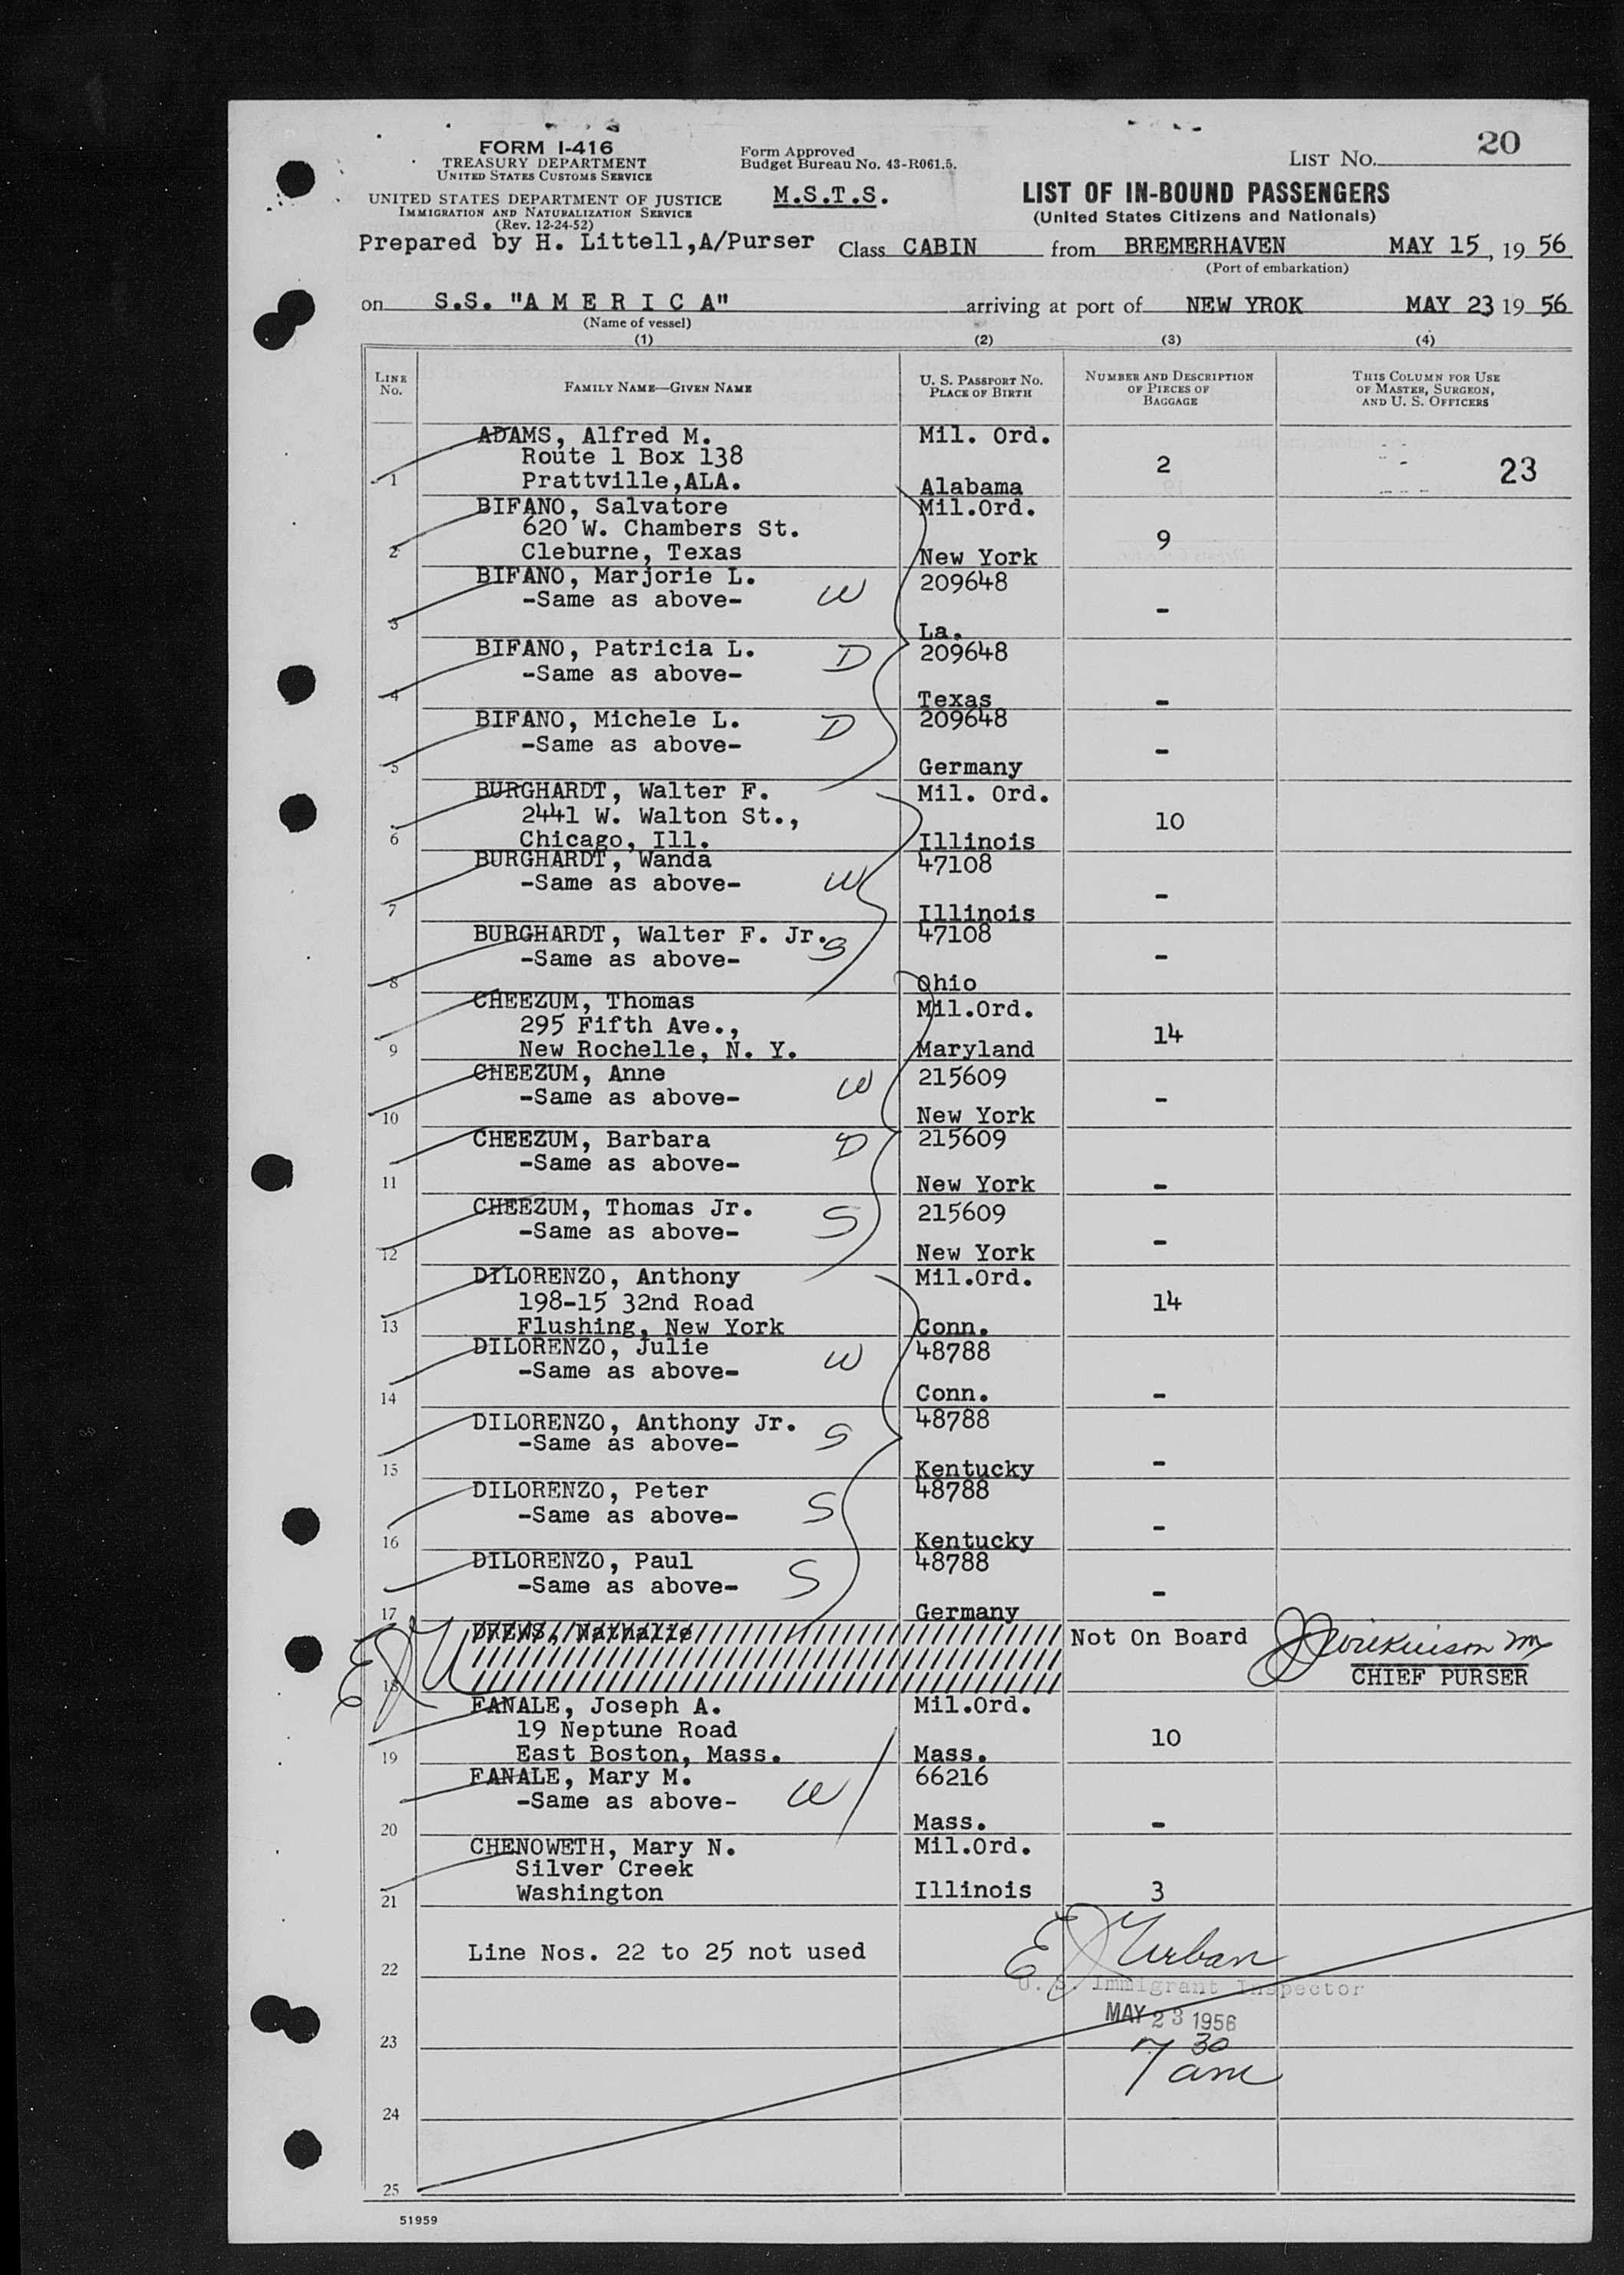 FORM I-416
TREASURY DEPARTMENT
UNITED STATES CUSTOMS SERVICE
UNITED STATES DEPARTMENT OF JUSTICE
IMMIGRATION AND NATURALIZATION SERVICE
(Rev. 12-24-52)
Form Approved
Budget Bureau No. 43-R061.5.
M.S.T.S.
LIST NO. 20
LIST OF IN-BOUND PASSENGERS
(United States Citizens and Nationals)
Prepared by H. Littell,A/Purser Class CABIN from BREMERHAVEN MAY 15, 19 56
(Port of embarkation)
on S.S. "A M E R I C A" arriving at port of NEW YROK MAY 23 19 56
(Name of vessel)
(1) (2) (3) (4)
LINE NO. FAMILY NAME—GIVEN NAME U. S. PASSPORT NO. PLACE OF BIRTH NUMBER AND DESCRIPTION OF PIECES OF BAGGAGE THIS COLUMN FOR USE OF MASTER, SURGEON, AND U. S. OFFICERS
ADAMS, Alfred M. Mil. Ord.
Route 1 Box 138 2 23
1 Prattville,ALA. Alabama
BIFANO, Salvatore Mil.Ord.
620 W. Chambers St. 9
2 Cleburne, Texas New York
BIFANO, Marjorie L. W 209648
-Same as above- -
3 La.
BIFANO, Patricia L. D 209648
-Same as above-
4 Texas -
BIFANO, Michele L. D 209648
-Same as above- -
5 Germany
BURGHARDT, Walter F. Mil. Ord.
2441 W. Walton St., 10
6 Chicago, Ill. Illinois
BURGHARDT, Wanda 47108
-Same as above- W -
7 Illinois
BURGHARDT, Walter F. Jr. S 47108
-Same as above- -
8 Ohio
CHEEZUM, Thomas Mil.Ord.
295 Fifth Ave., 14
9 New Rochelle, N. Y. Maryland
CHEEZUM, Anne W 215609
-Same as above- -
10 New York
CHEEZUM, Barbara D 215609
-Same as above-
11 New York -
CHEEZUM, Thomas Jr. S 215609
-Same as above- -
12 New York
DILORENZO, Anthony Mil.Ord.
198-15 32nd Road 14
13 Flushing, New York Conn.
DILORENZO, Julie W 48788
-Same as above-
14 Conn. -
DILORENZO, Anthony Jr. S 48788
-Same as above-
15 Kentucky -
DILORENZO, Peter S 48788
-Same as above- -
16 Kentucky
DILORENZO, Paul S 48788
-Same as above- -
17 Germany
EJU DREWS, Nathalie Not On Board
18 CHIEF PURSER
FANALE, Joseph A. Mil.Ord.
19 Neptune Road 10
19 East Boston, Mass. Mass.
FANALE, Mary M. W 66216
-Same as above-
20 Mass. -
CHENOWETH, Mary N. Mil.Ord.
Silver Creek
21 Washington Illinois 3
Line Nos. 22 to 25 not used EJ Urban
22
U. S. Immigrant Inspector
MAY 23 1956
23
7 30 am
24
25
51959